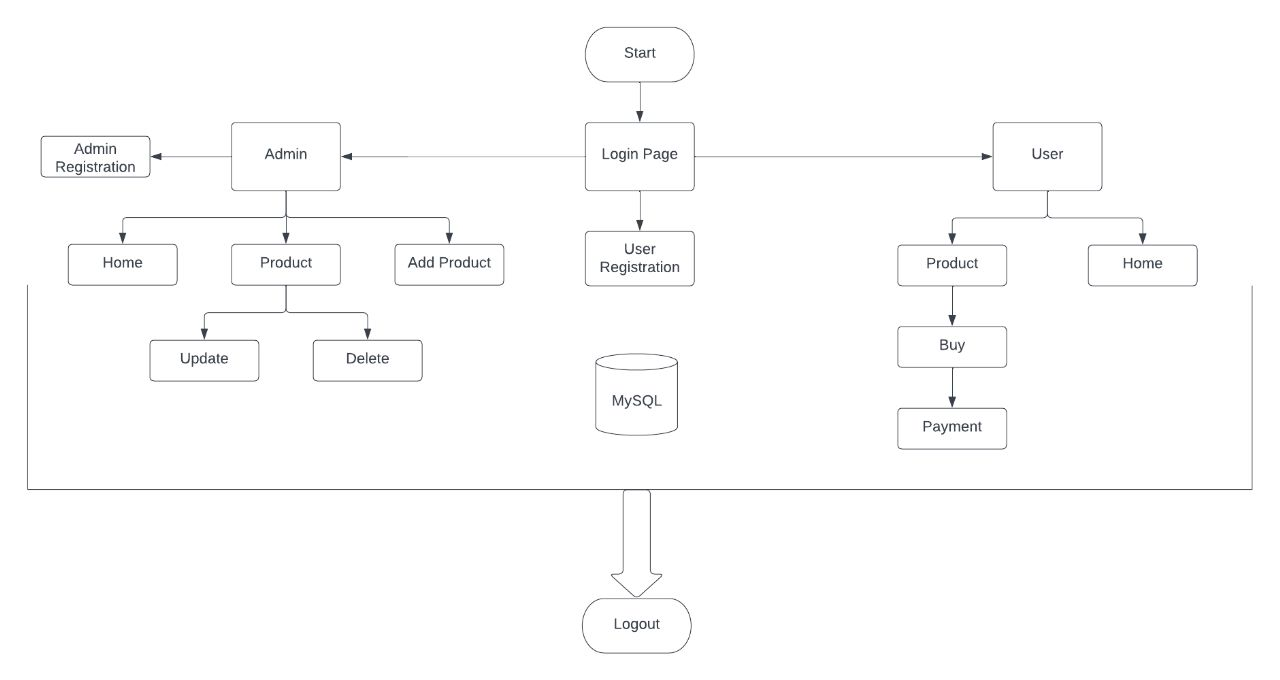 Start
Admin
Registration
Admin
Login Page
User
Home
Product
Add Product
User
Registration
Product
Home
Update
Delete
Buy
MySQL
Payment
Logout